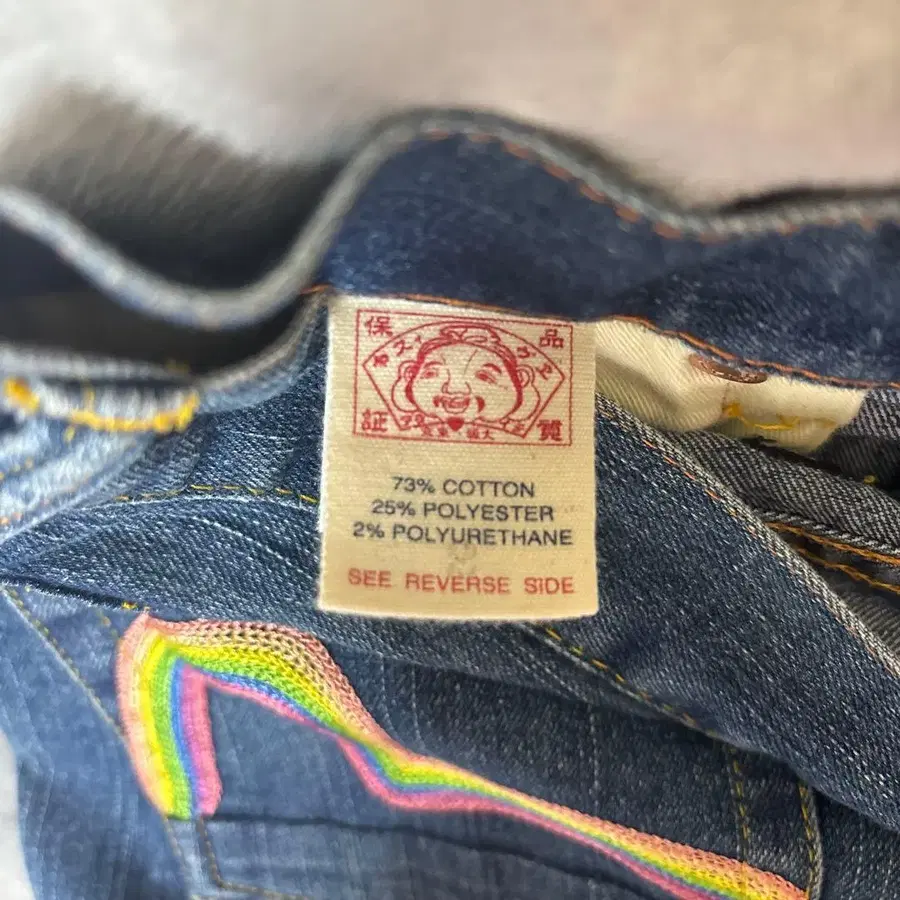 品質
保証
73% COTTON
25% POLYESTER
2% POLYURETHANE
SEE REVERSE SIDE